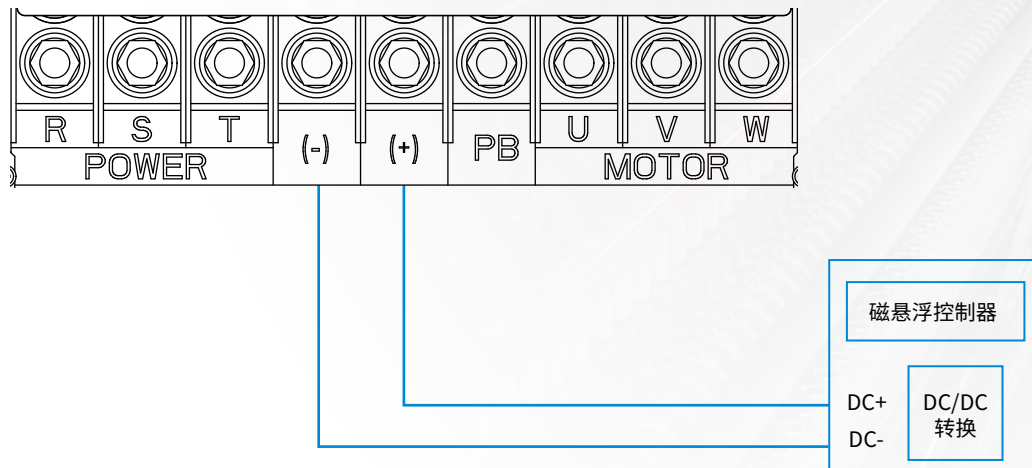 R S T (-) (+) PB U V W
POWER MOTOR
磁悬浮控制器
DC+
DC-
DC/DC
转换